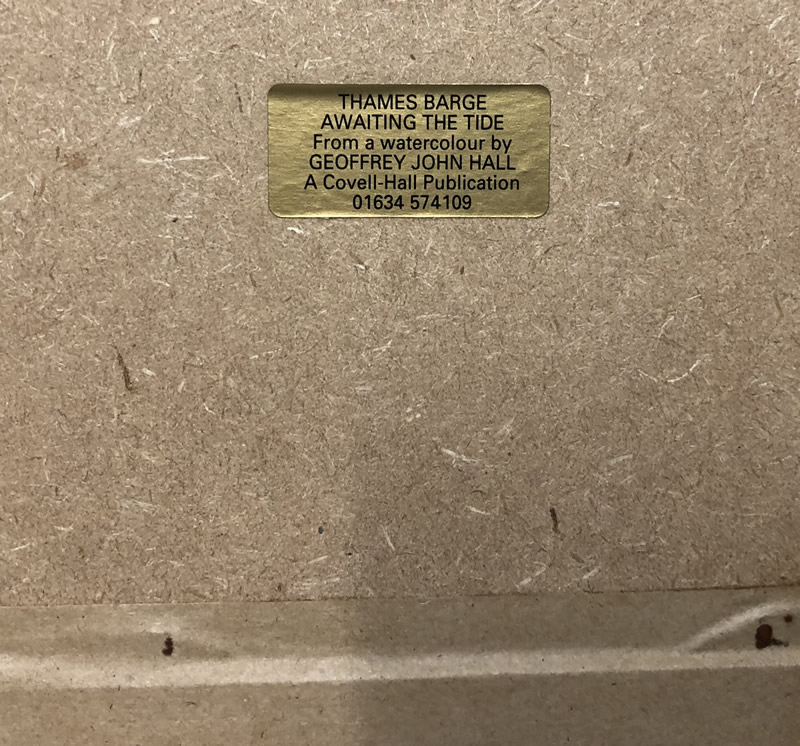 THAMES BARGE
AWAITING THE TIDE
From a watercolour by
GEOFFREY JOHN HALL
A Covell-Hall Publication
01634 574109